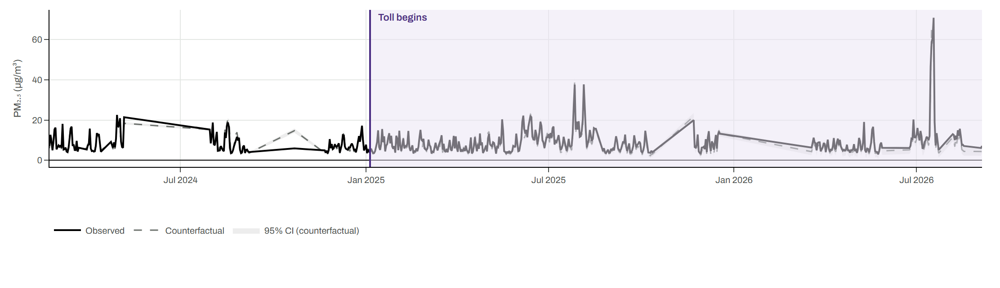 Toll begins
PM₂.₅ (µg/m³)
60
40
20
0
Jul 2024
Jan 2025
Jul 2025
Jan 2026
Jul 2026
Observed
Counterfactual
95% CI (counterfactual)